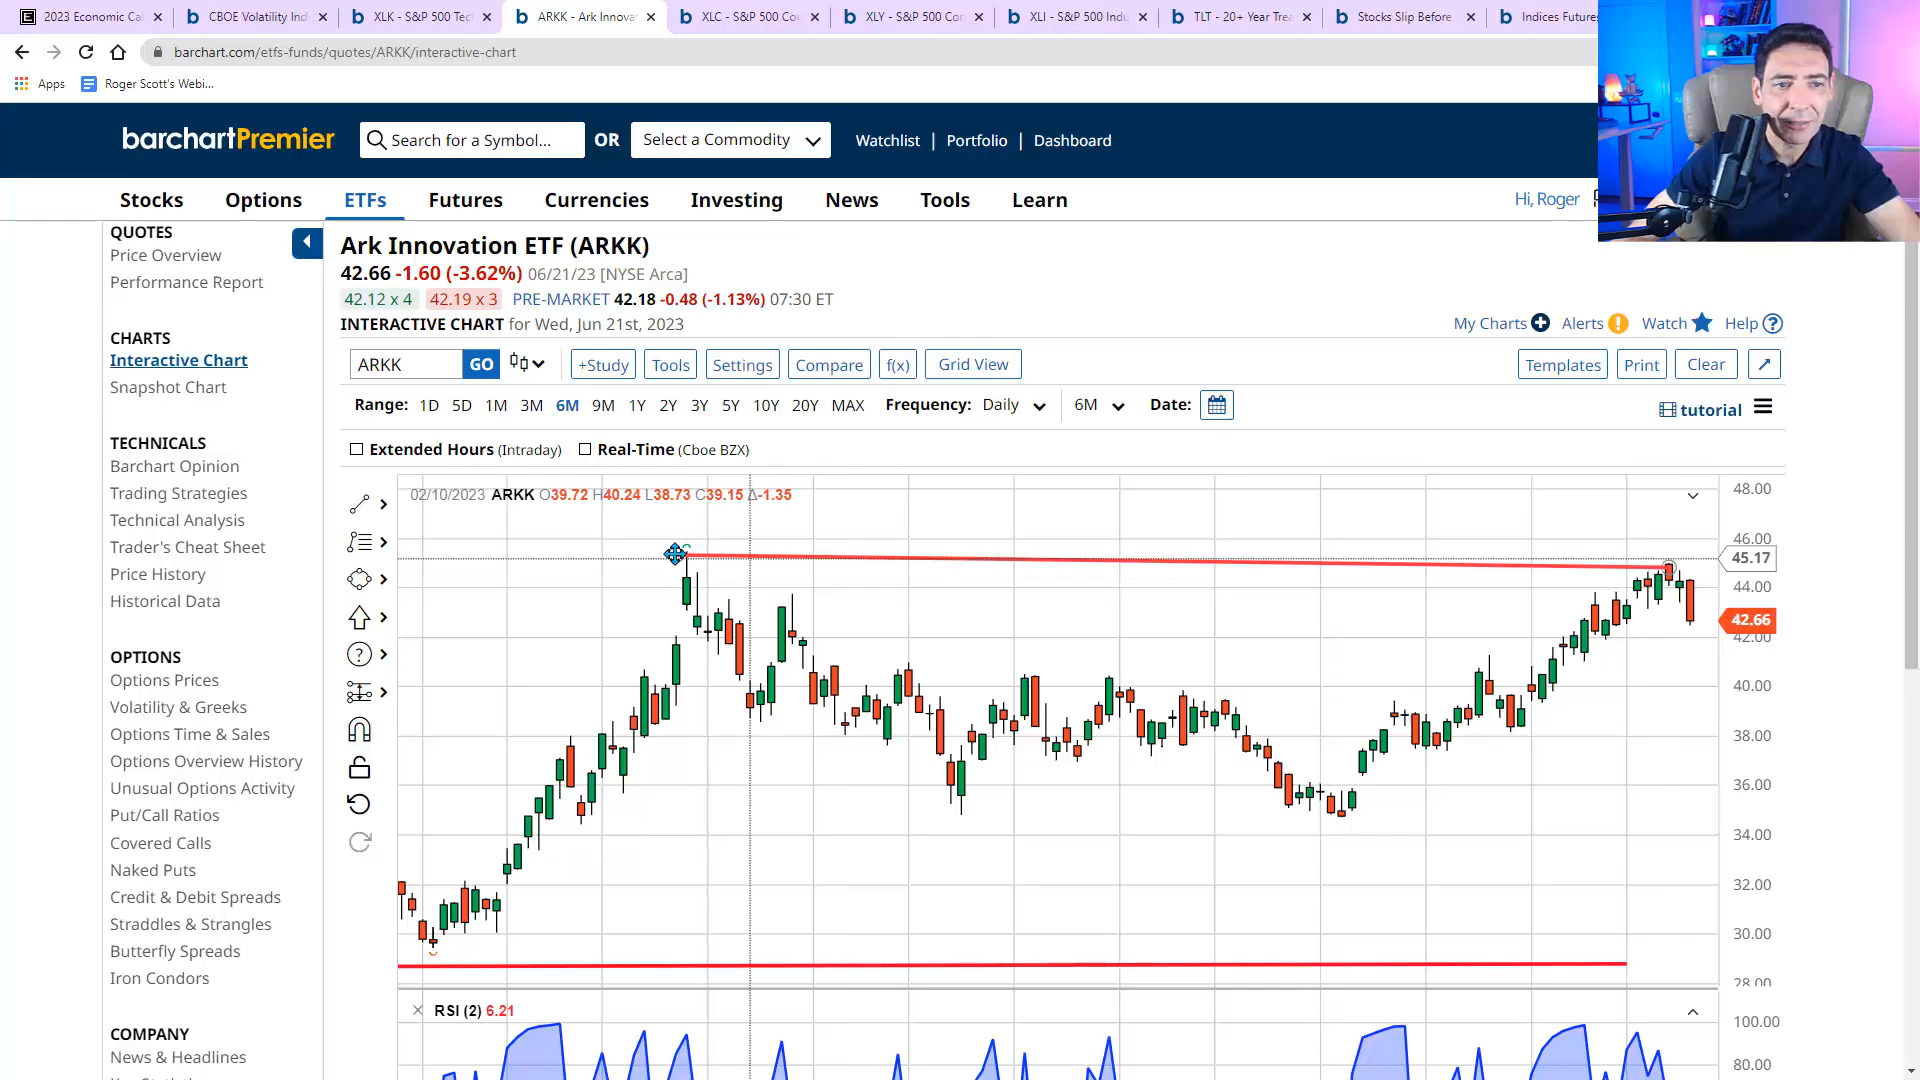 2023 Economic Cal
CBOE Volatility Ind
XLK - S&P 500 Tec
ARKK - Ark Innova
XLC - S&P 500 Co
XLY - S&P 500 Con
XLI - S&P 500 Indu
TLT - 20+ Year Trea
Stocks Slip Before
Indices Futures
barchart.com/etfs-funds/quotes/ARKK/interactive-chart
Apps
Roger Scott's Webi...
barchartPremier
Search for a Symbol...
OR
Select a Commodity
Watchlist | Portfolio | Dashboard
Stocks Options ETFs Futures Currencies Investing News Tools Learn
Hi, Roger
QUOTES
Price Overview
Performance Report
CHARTS
Interactive Chart
Snapshot Chart
TECHNICALS
Barchart Opinion
Trading Strategies
Technical Analysis
Trader's Cheat Sheet
Price History
Historical Data
OPTIONS
Options Prices
Volatility & Greeks
Options Time & Sales
Options Overview History
Unusual Options Activity
Put/Call Ratios
Covered Calls
Naked Puts
Credit & Debit Spreads
Straddles & Strangles
Butterfly Spreads
Iron Condors
COMPANY
News & Headlines
Ark Innovation ETF (ARKK)
42.66 -1.60 (-3.62%) 06/21/23 [NYSE Arca]
42.12 x 4 42.19 x 3 PRE-MARKET 42.18 -0.48 (-1.13%) 07:30 ET
INTERACTIVE CHART for Wed, Jun 21st, 2023
My Charts Alerts Watch Help
ARKK GO +Study Tools Settings Compare f(x) Grid View Templates Print Clear
Range: 1D 5D 1M 3M 6M 9M 1Y 2Y 3Y 5Y 10Y 20Y MAX Frequency: Daily 6M Date:
tutorial
Extended Hours (Intraday) Real-Time (Cboe BZX)
02/10/2023 ARKK O39.72 H40.24 L38.73 C39.15 Δ-1.35
48.00
46.00
45.17
44.00
42.66
42.00
40.00
38.00
36.00
34.00
32.00
30.00
28.00
RSI (2) 6.21
100.00
80.00